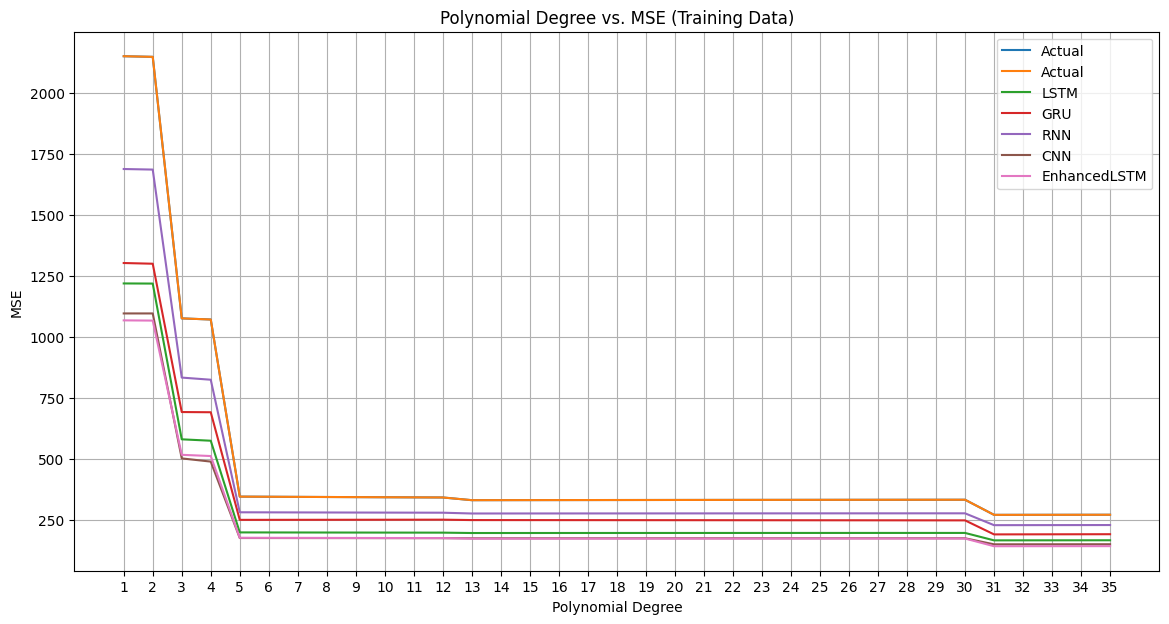 Polynomial Degree vs. MSE (Training Data)
Actual
Actual
LSTM
GRU
RNN
CNN
EnhancedLSTM
MSE
2000
1750
1500
1250
1000
750
500
250
1 2 3 4 5 6 7 8 9 10 11 12 13 14 15 16 17 18 19 20 21 22 23 24 25 26 27 28 29 30 31 32 33 34 35
Polynomial Degree